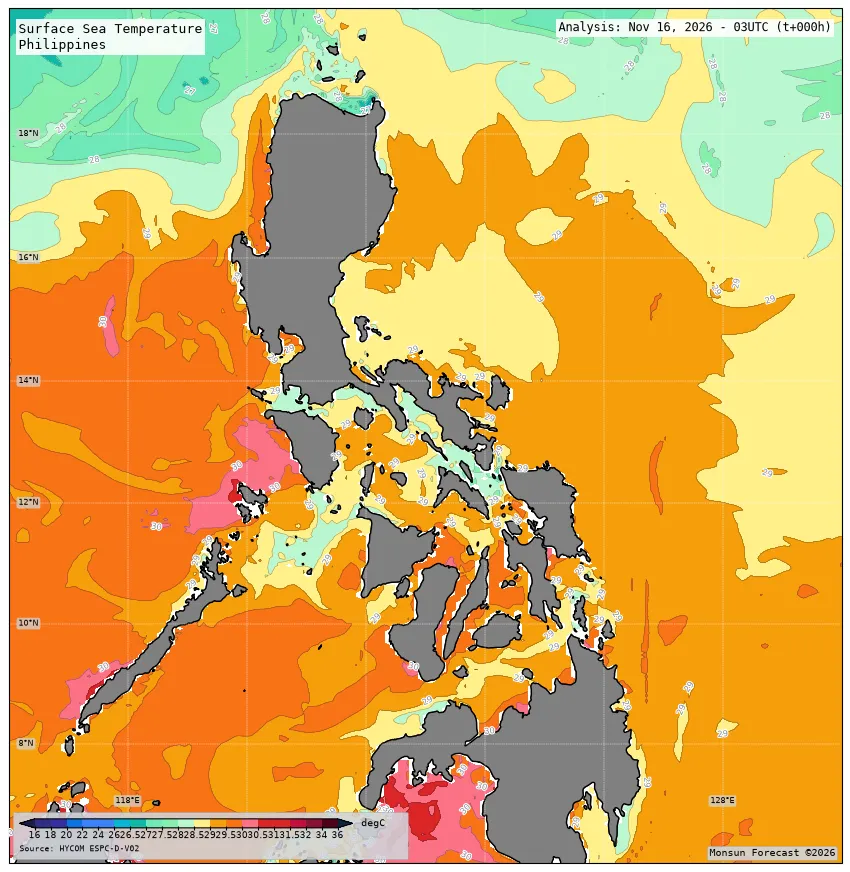 Surface Sea Temperature
Philippines
Analysis: Nov 16, 2026 - 03UTC (t+000h)
18°N
16°N
14°N
12°N
10°N
8°N
118°E
128°E
16 18 20 22 24 26 26.5 27 27.5 28 28.5 29 29.5 30 30.5 31 31.5 32 34 36
degC
Source: HYCOM ESPC-D-V02
Monsun Forecast ©2026